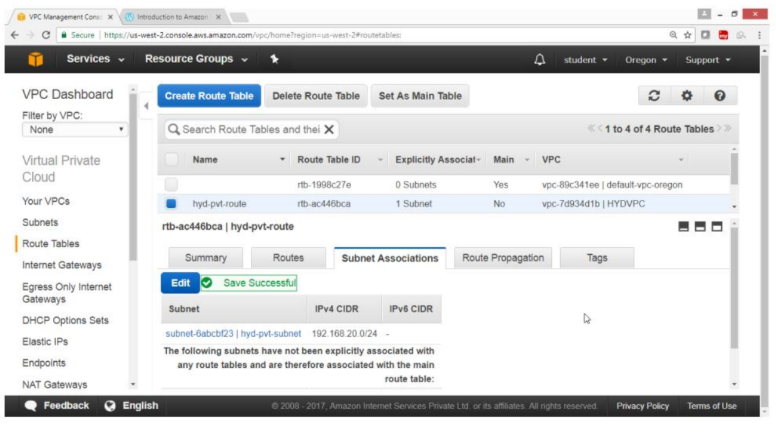 VPC Management Cons
Introduction to Amazon
Secure | https://us-west-2.console.aws.amazon.com/vpc/home?region=us-west-2#routetables:
Services
Resource Groups
student
Oregon
Support
VPC Dashboard
Filter by VPC:
None
Virtual Private
Cloud
Your VPCs
Subnets
Route Tables
Internet Gateways
Egress Only Internet
Gateways
DHCP Options Sets
Elastic IPs
Endpoints
NAT Gateways
Create Route Table
Delete Route Table
Set As Main Table
Search Route Tables and thei X
1 to 4 of 4 Route Tables
Name Route Table ID Explicitly Associat Main VPC
rtb-1998c27e 0 Subnets Yes vpc-89c341ee | default-vpc-oregon
hyd-pvt-route rtb-ac446bca 1 Subnet No vpc-7d934d1b | HYDVPC
rtb-ac446bca | hyd-pvt-route
Summary Routes Subnet Associations Route Propagation Tags
Edit Save Successful
Subnet IPv4 CIDR IPv6 CIDR
subnet-6abcbf23 | hyd-pvt-subnet 192.168.20.0/24 -
The following subnets have not been explicitly associated with
any route tables and are therefore associated with the main
route table:
Feedback
English
© 2008 - 2017, Amazon Internet Services Private Ltd. or its affiliates. All rights reserved.
Privacy Policy
Terms of Use